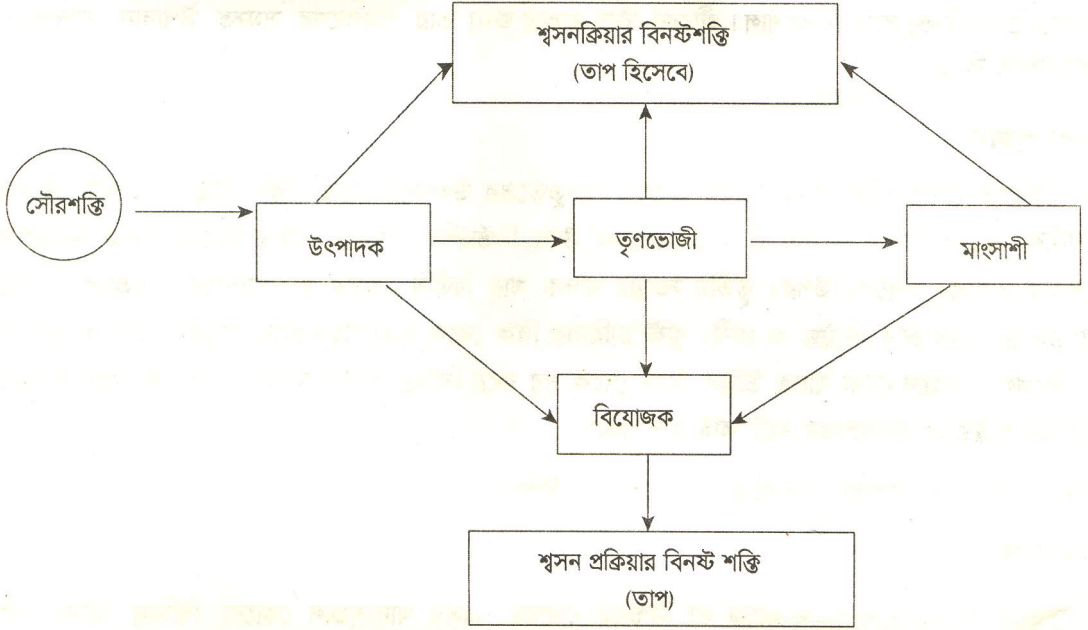 শ্বসনক্রিয়ার বিনষ্টশক্তি
(তাপ হিসেবে)
সৌরশক্তি
উৎপাদক
তৃণভোজী
মাংসাশী
বিযোজক
শ্বসন প্রক্রিয়ার বিনষ্ট শক্তি
(তাপ)